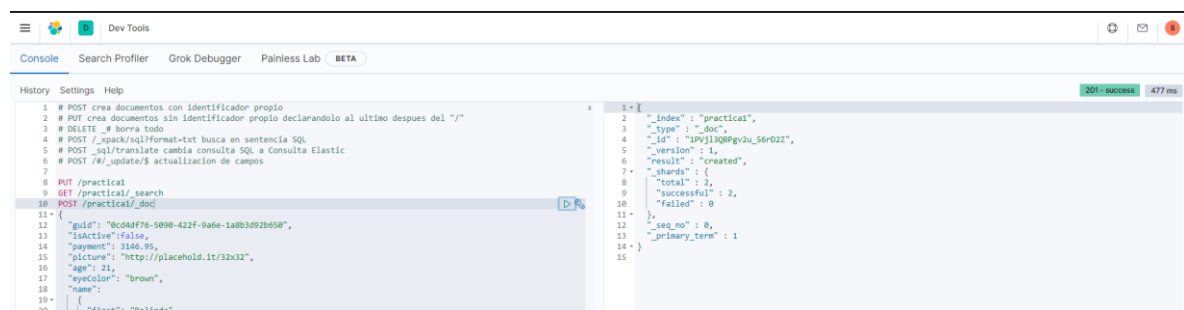 D Dev Tools
8
Console Search Profiler Grok Debugger Painless Lab BETA
History Settings Help
201 - success 477 ms
1 # POST crea documentos con identificador propio
2 # PUT crea documentos sin identificador propio declarandolo al ultimo despues del "/"
3 # DELETE _# borra todo
4 # POST /_xpack/sql?format=txt busca en sentencia SQL
5 # POST _sql/translate cambia consulta SQL a Consulta Elastic
6 # POST /#/_update/$ actualizacion de campos
7
8 PUT /practica1
9 GET /practica1/_search
10 POST /practica1/_doc
11 {
12 "guid": "0cd4df76-5090-422f-9a6e-1a8b3d92b650",
13 "isActive":false,
14 "payment": 3146.95,
15 "picture": "http://placehold.it/32x32",
16 "age": 21,
17 "eyeColor": "brown",
18 "name":
19 {
1 {
2 "_index" : "practica1",
3 "_type" : "_doc",
4 "_id" : "1PVjl3QBPgv2u_56rD2Z",
5 "_version" : 1,
6 "result" : "created",
7 "_shards" : {
8 "total" : 2,
9 "successful" : 2,
10 "failed" : 0
11 },
12 "_seq_no" : 0,
13 "_primary_term" : 1
14 }
15